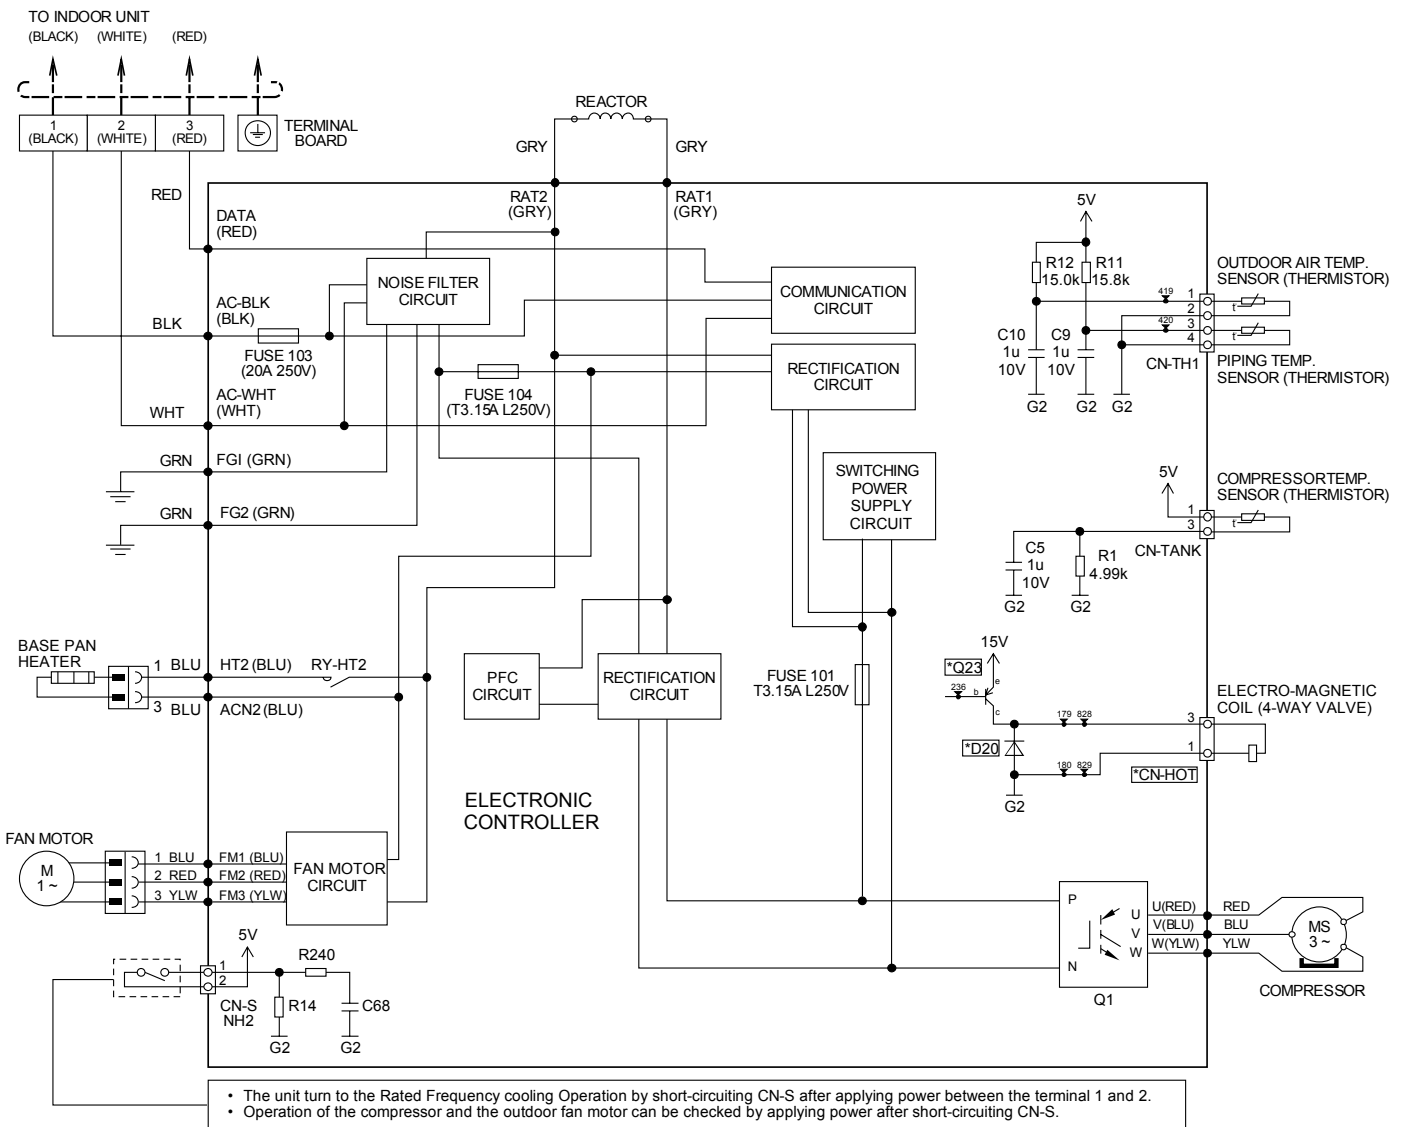 TO INDOOR UNIT
(BLACK) (WHITE) (RED)
1 2 3
(BLACK) (WHITE) (RED)
TERMINAL
BOARD
REACTOR
GRY GRY
RED
DATA
(RED)
RAT2
(GRY)
RAT1
(GRY)
NOISE FILTER
CIRCUIT
COMMUNICATION
CIRCUIT
AC-BLK
(BLK)
BLK
FUSE 103
(20A 250V)
RECTIFICATION
CIRCUIT
FUSE 104
(T3.15A L250V)
AC-WHT
(WHT)
WHT
GRN FGI (GRN)
GRN FG2 (GRN)
SWITCHING
POWER
SUPPLY
CIRCUIT
5V
R12 R11
15.0k 15.8k
419
420
C10 C9
1u 1u
10V 10V
G2 G2 G2
1
2
3
4
CN-TH1
t
t
OUTDOOR AIR TEMP.
SENSOR (THERMISTOR)
PIPING TEMP.
SENSOR (THERMISTOR)
5V
COMPRESSORTEMP.
SENSOR (THERMISTOR)
1
3
t
CN-TANK
C5
1u
10V
R1
4.99k
G2 G2
BASE PAN
HEATER
1 BLU HT2 (BLU) RY-HT2
3 BLU ACN2 (BLU)
PFC
CIRCUIT
RECTIFICATION
CIRCUIT
FUSE 101
T3.15A L250V
15V
*Q23
236
b
e
c
179 828
*D20
180 829
G2
3
1
*CN-HOT
ELECTRO-MAGNETIC
COIL (4-WAY VALVE)
ELECTRONIC
CONTROLLER
FAN MOTOR
M
1 ~
1 BLU FM1 (BLU)
2 RED FM2 (RED)
3 YLW FM3 (YLW)
FAN MOTOR
CIRCUIT
P
N
U
V
W
Q1
U(RED) RED
V(BLU) BLU
W(YLW) YLW
MS
3 ~
COMPRESSOR
5V
1
2
CN-S
NH2
R240
R14
C68
G2 G2
• The unit turn to the Rated Frequency cooling Operation by short-circuiting CN-S after applying power between the terminal 1 and 2.
• Operation of the compressor and the outdoor fan motor can be checked by applying power after short-circuiting CN-S.